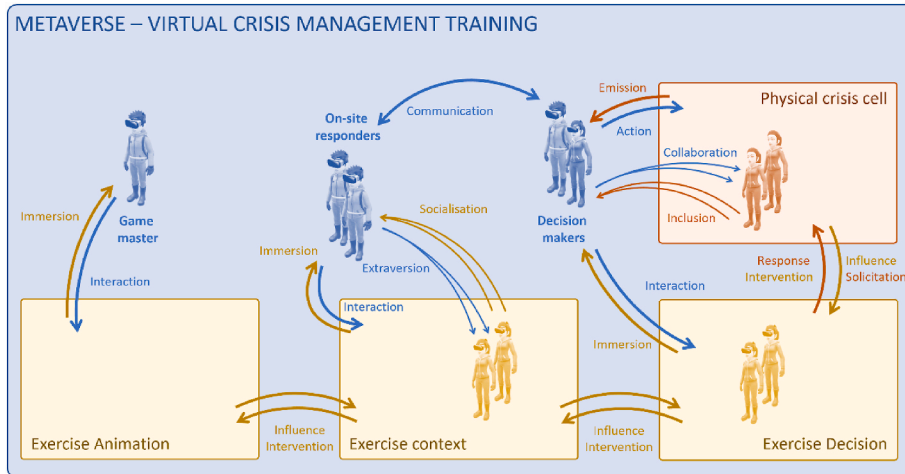 METAVERSE – VIRTUAL CRISIS MANAGEMENT TRAINING
Emission
Physical crisis cell
Communication
On-site
responders
Action
Collaboration
Socialisation
Inclusion
Immersion
Game
master
Decision
makers
Immersion
Extraversion
Response
Intervention
Influence
Solicitation
Interaction
Interaction
Interaction
Immersion
Influence
Intervention
Influence
Intervention
Exercise Animation
Exercise context
Exercise Decision